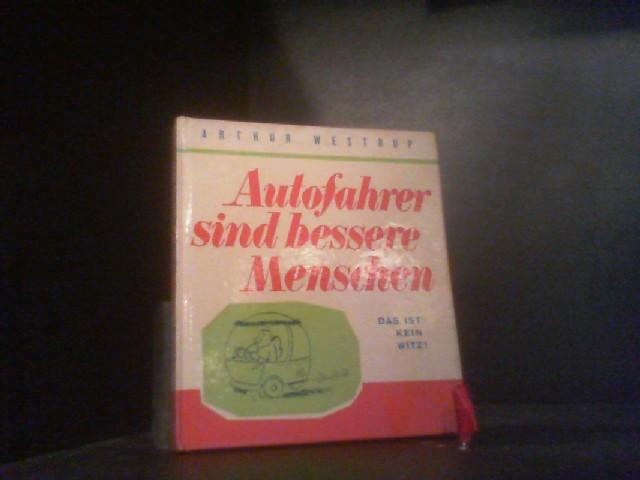 ARTHUR WESTRUP
Autofahrer
sind bessere
Menschen
DAS IST
KEIN
WITZ!